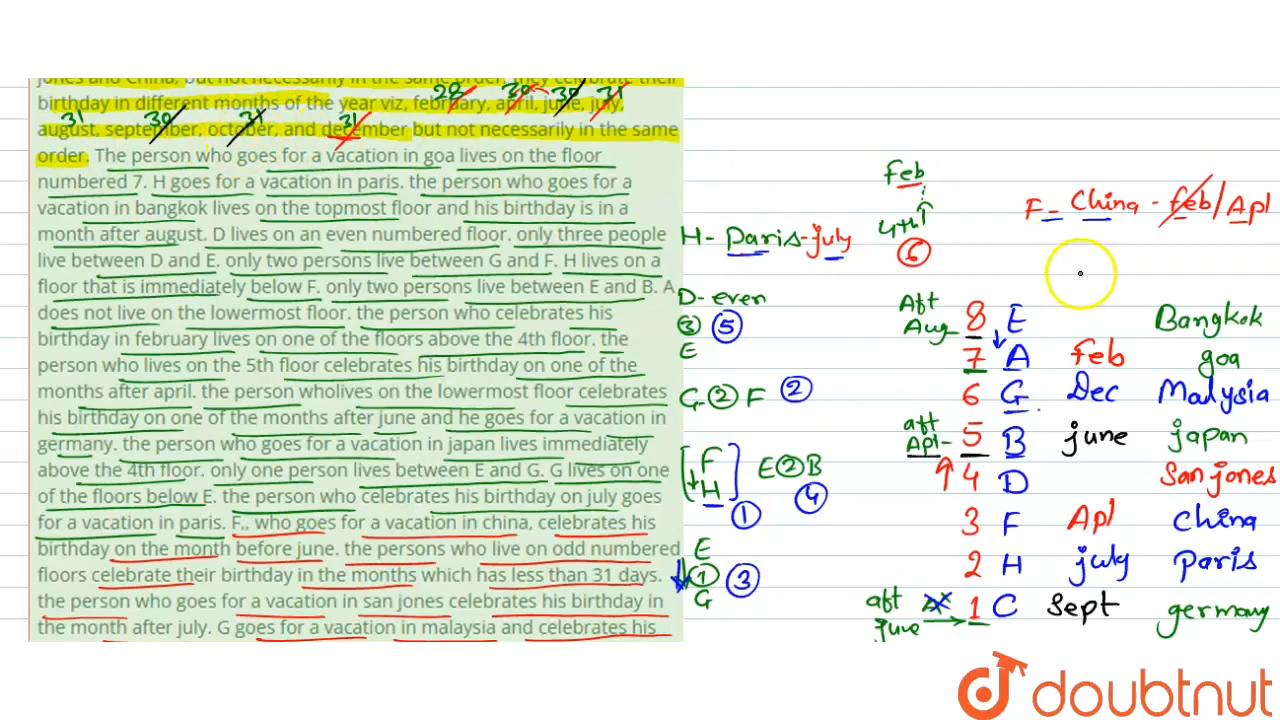 jones and China, but not necessarily in the same order, they celebrate their
birthday in different months of the year viz, february, april, june, july,
august, september, october, and december but not necessarily in the same
order. The person who goes for a vacation in goa lives on the floor
numbered 7. H goes for a vacation in paris. the person who goes for a
vacation in bangkok lives on the topmost floor and his birthday is in a
month after august. D lives on an even numbered floor. only three people
live between D and E. only two persons live between G and F. H lives on a
floor that is immediately below F. only two persons live between E and B. A
does not live on the lowermost floor. the person who celebrates his
birthday in february lives on one of the floors above the 4th floor. the
person who lives on the 5th floor celebrates his birthday on one of the
months after april. the person wholives on the lowermost floor celebrates
his birthday on one of the months after june and he goes for a vacation in
germany. the person who goes for a vacation in japan lives immediately
above the 4th floor. only one person lives between E and G. G lives on one
of the floors below E. the person who celebrates his birthday on july goes
for a vacation in paris. F,, who goes for a vacation in china, celebrates his
birthday on the month before june. the persons who live on odd numbered
floors celebrate their birthday in the months which has less than 31 days.
the person who goes for a vacation in san jones celebrates his birthday in
the month after july. G goes for a vacation in malaysia and celebrates his
28 30 30 31
31 30 31 31
H- Paris-july
D- even
3 5
E
G- 2 F 2
F
H
1
E 2 B
4
E
1 3
G
Feb
4th↑
6
F- China - feb/Apl
Aft
Aug 8 E Bangkok
7 A Feb goa
6 G Dec Malysia
aft
Apl- 5 B june japan
4 D San jones
3 F Apl China
2 H july Paris
aft
june 1 C Sept germany
doubtnut